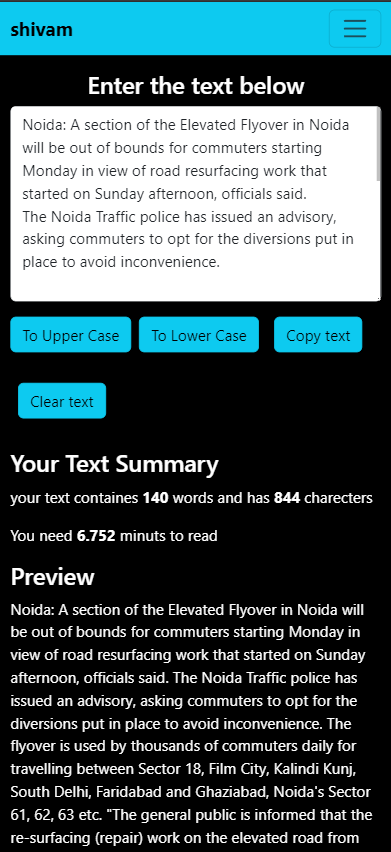 shivam
Enter the text below
Noida: A section of the Elevated Flyover in Noida
will be out of bounds for commuters starting
Monday in view of road resurfacing work that
started on Sunday afternoon, officials said.
The Noida Traffic police has issued an advisory,
asking commuters to opt for the diversions put in
place to avoid inconvenience.
To Upper Case
To Lower Case
Copy text
Clear text
Your Text Summary
your text containes 140 words and has 844 charecters
You need 6.752 minuts to read
Preview
Noida: A section of the Elevated Flyover in Noida will
be out of bounds for commuters starting Monday in
view of road resurfacing work that started on Sunday
afternoon, officials said. The Noida Traffic police has
issued an advisory, asking commuters to opt for the
diversions put in place to avoid inconvenience. The
flyover is used by thousands of commuters daily for
travelling between Sector 18, Film City, Kalindi Kunj,
South Delhi, Faridabad and Ghaziabad, Noida's Sector
61, 62, 63 etc. "The general public is informed that the
re-surfacing (repair) work on the elevated road from